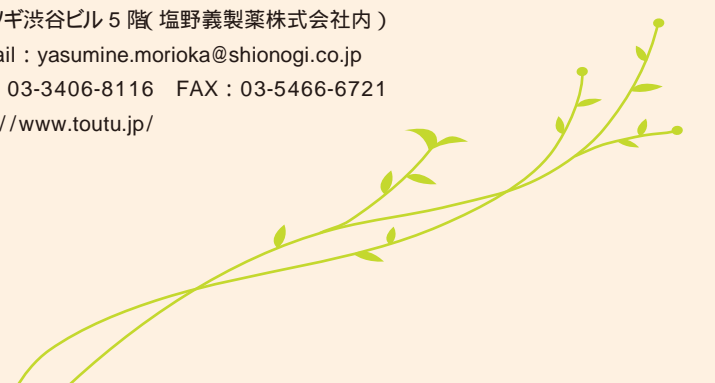 ツギ渋谷ビル 5 階( 塩野義製薬株式会社内 )
ail : yasumine.morioka@shionogi.co.jp
03-3406-8116 FAX : 03-5466-6721
//www.toutu.jp/